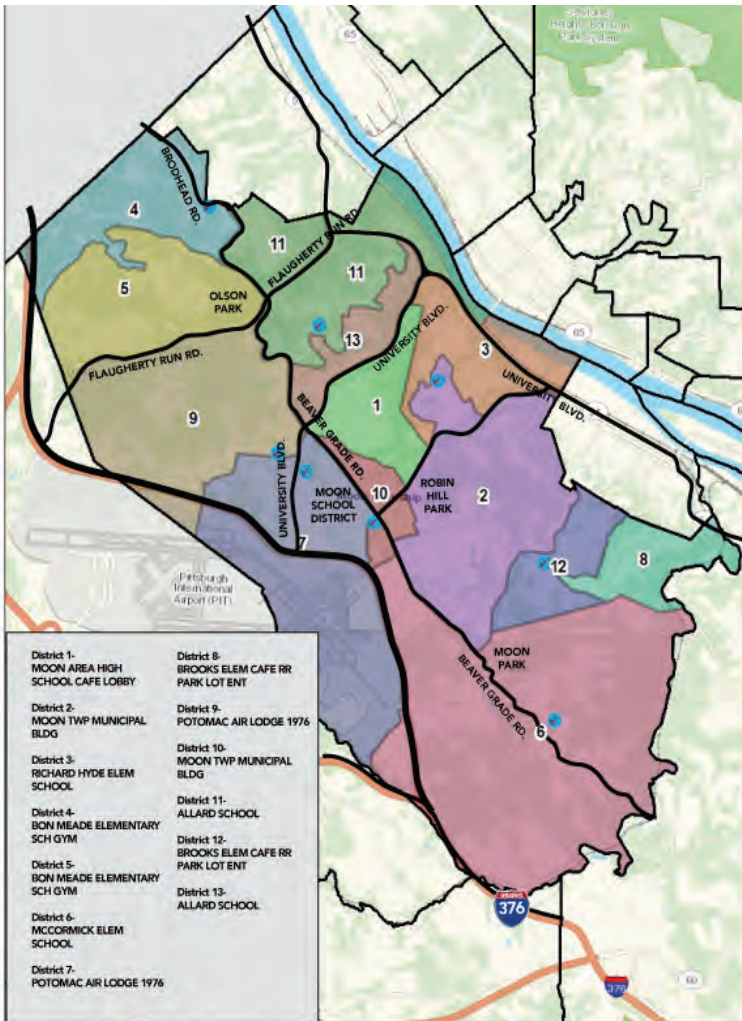 Sewickley
Heights Borough
Park System
65
4
BRODHEAD RD.
11
FLAUGHERTY RUN RD.
11
5
OLSON
PARK
13
UNIVERSITY BLVD.
3
65
FLAUGHERTY RUN RD.
UNIVERSITY BLVD.
9
1
BEAVER GRADE RD.
UNIVERSITY BLVD.
MOON
SCHOOL
DISTRICT
10
ROBIN
HILL
PARK
2
7
12
8
Pittsburgh
International
Airport (PIT)
MOON
PARK
BEAVER GRADE RD.
6
District 1-
MOON AREA HIGH
SCHOOL CAFE LOBBY
District 2-
MOON TWP MUNICIPAL
BLDG
District 3-
RICHARD HYDE ELEM
SCHOOL
District 4-
BON MEADE ELEMENTARY
SCH GYM
District 5-
BON MEADE ELEMENTARY
SCH GYM
District 6-
MCCORMICK ELEM
SCHOOL
District 7-
POTOMAC AIR LODGE 1976
District 8-
BROOKS ELEM CAFE RR
PARK LOT ENT
District 9-
POTOMAC AIR LODGE 1976
District 10-
MOON TWP MUNICIPAL
BLDG
District 11-
ALLARD SCHOOL
District 12-
BROOKS ELEM CAFE RR
PARK LOT ENT
District 13-
ALLARD SCHOOL
376
376
60